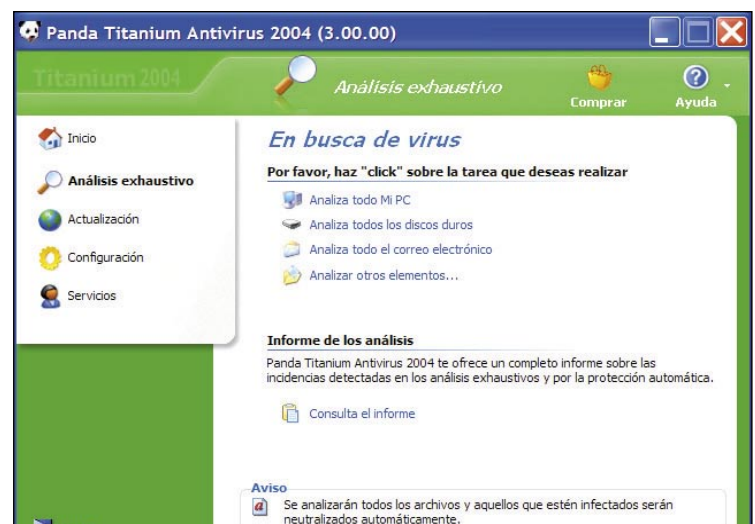 Panda Titanium Antivirus 2004 (3.00.00)
Titanium 2004
Análisis exhaustivo
Comprar
Ayuda
Inicio
Análisis exhaustivo
Actualización
Configuración
Servicios
En busca de virus
Por favor, haz "click" sobre la tarea que deseas realizar
Analiza todo Mi PC
Analiza todos los discos duros
Analiza todo el correo electrónico
Analizar otros elementos...
Informe de los análisis
Panda Titanium Antivirus 2004 te ofrece un completo informe sobre las
incidencias detectadas en los análisis exhaustivos y por la protección automática.
Consulta el informe
Aviso
Se analizarán todos los archivos y aquellos que estén infectados serán
neutralizados automáticamente.